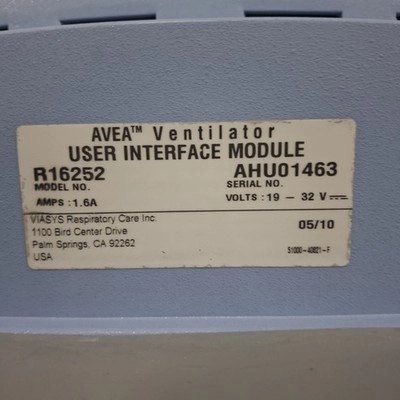 AVEA™ Ventilator
USER INTERFACE MODULE
R16252 AHU01463
MODEL NO. SERIAL NO.
AMPS : 1.6A VOLTS : 19 - 32 V
VIASYS Respiratory Care Inc.
1100 Bird Center Drive 05/10
Palm Springs, CA 92262
USA 51000-40821-F